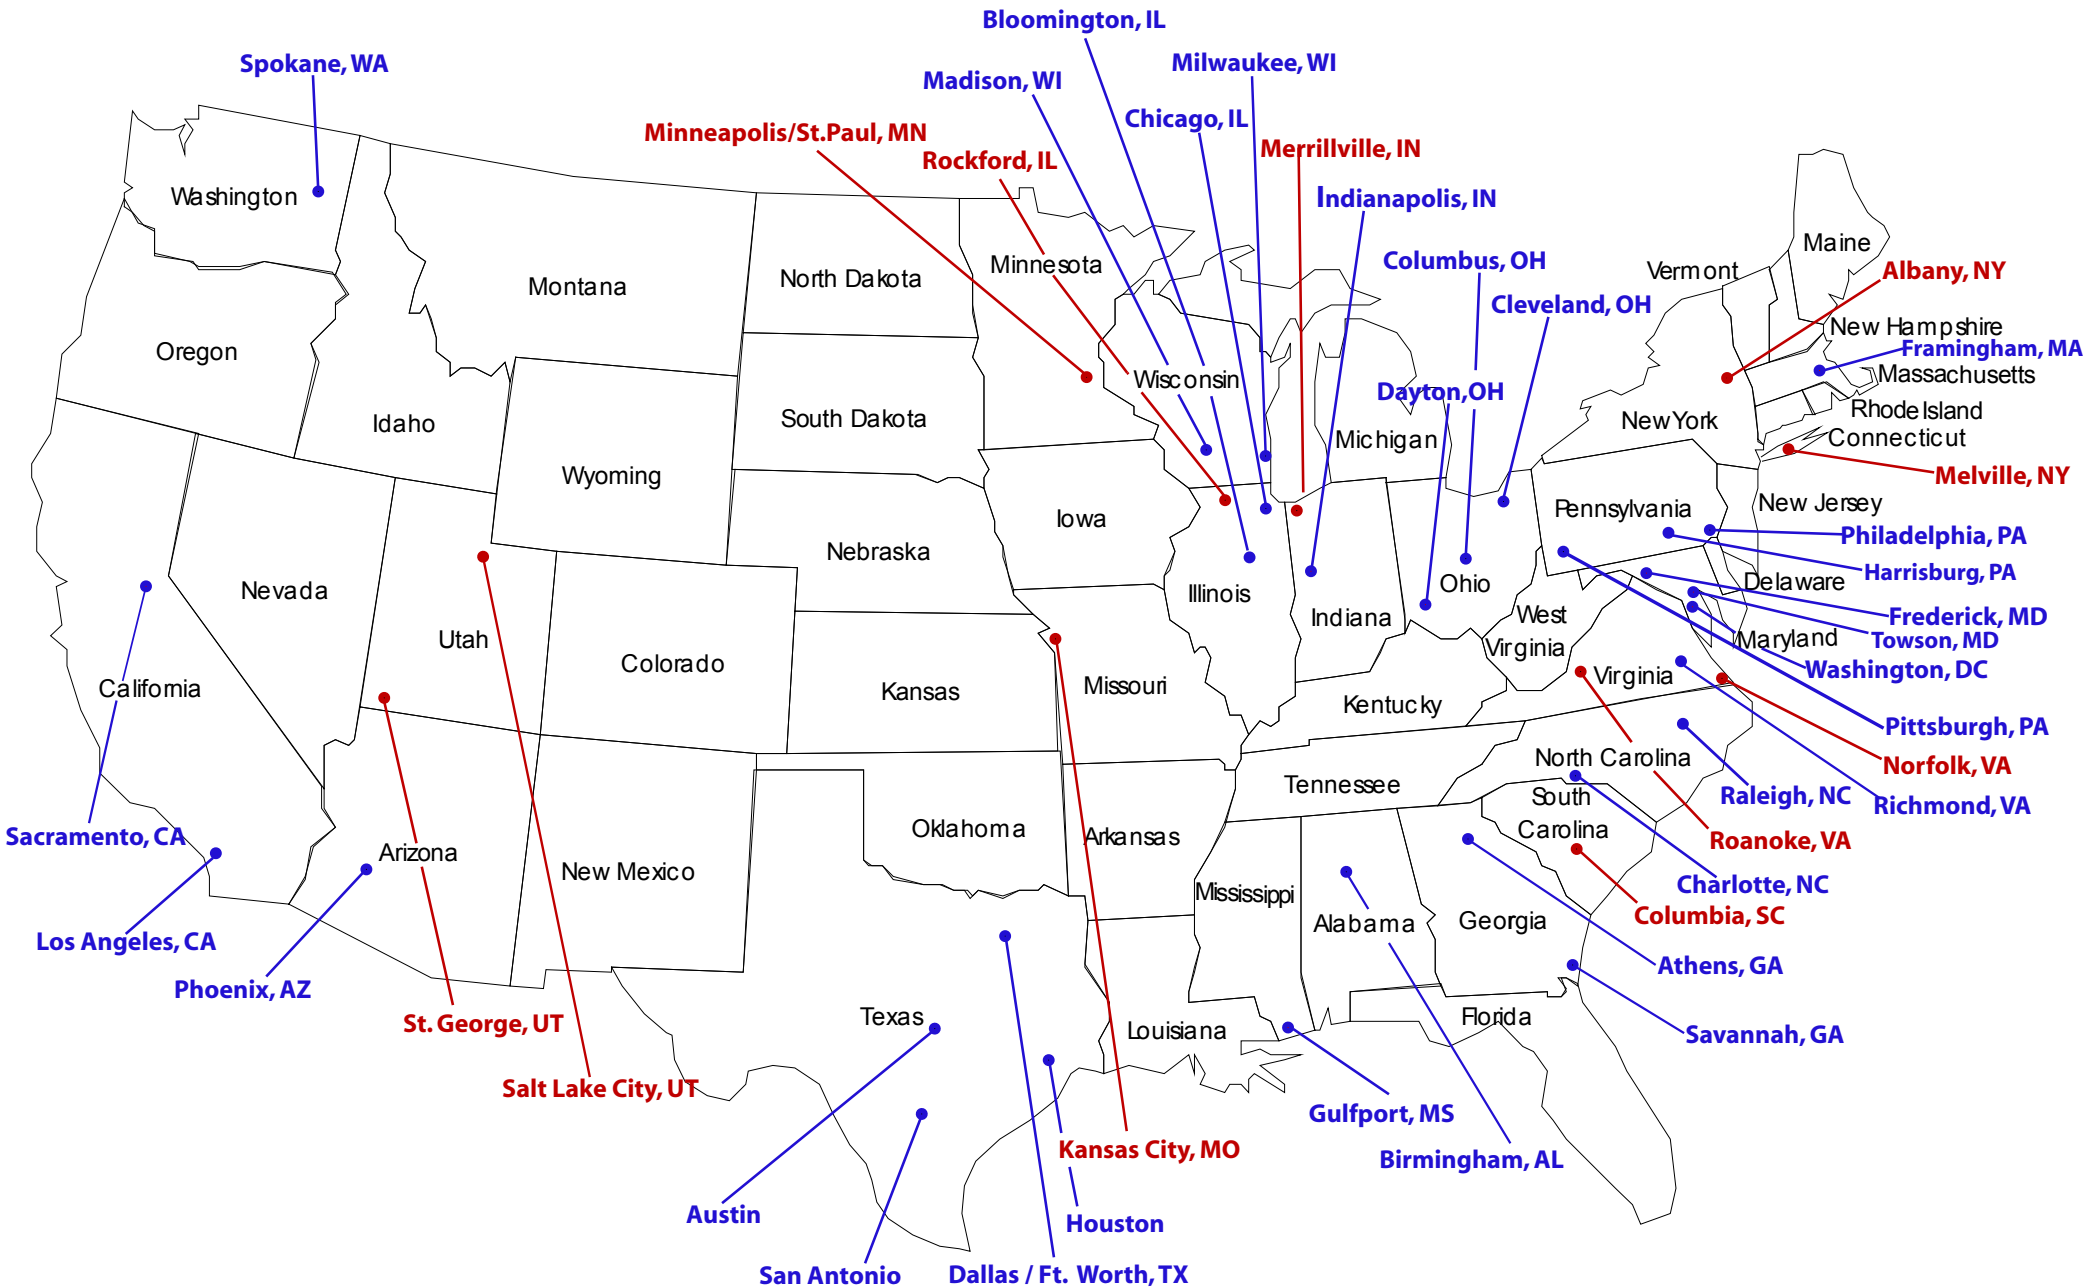 Bloomington, IL
Spokane, WA
Milwaukee, WI
Madison, WI
Chicago, IL
Minneapolis/St.Paul, MN
Merrillville, IN
Rockford, IL
Washington
Indianapolis, IN
Maine
Columbus, OH
Minnesota
Vermont
Albany, NY
North Dakota
Montana
Cleveland, OH
New Hampshire
Oregon
Framingham, MA
Wisconsin
Massachusetts
Dayton,OH
Rhode Island
South Dakota
Idaho
New York
Michigan
Connecticut
Wyoming
Melville, NY
New Jersey
Pennsylvania
Iowa
Philadelphia, PA
Nebraska
Harrisburg, PA
Ohio
Delaware
Nevada
Illinois
West
Virginia
Indiana
Frederick, MD
Utah
Maryland
Towson, MD
Colorado
Washington, DC
Virginia
California
Kansas
Missouri
Kentucky
Pittsburgh, PA
North Carolina
Norfolk, VA
Tennessee
South
Carolina
Raleigh, NC
Richmond, VA
Oklahoma
Arkansas
Sacramento, CA
Roanoke, VA
Arizona
New Mexico
Charlotte, NC
Mississippi
Columbia, SC
Alabama
Georgia
Los Angeles, CA
Athens, GA
Phoenix, AZ
Texas
Florida
St. George, UT
Louisiana
Savannah, GA
Salt Lake City, UT
Gulfport, MS
Kansas City, MO
Birmingham, AL
Austin
Houston
San Antonio
Dallas / Ft. Worth, TX